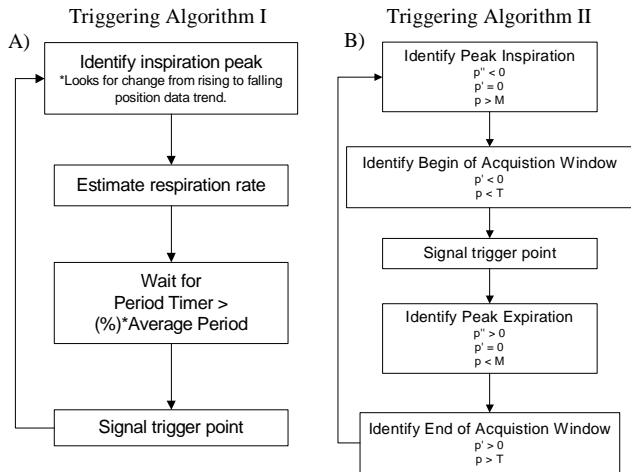 Triggering Algorithm I
A)
Identify inspiration peak
*Looks for change from rising to falling
position data trend.
Estimate respiration rate
Wait for
Period Timer >
(%)*Average Period
Signal trigger point
Triggering Algorithm II
B)
Identify Peak Inspiration
p'' < 0
p' = 0
p > M
Identify Begin of Acquistion Window
p' < 0
p < T
Signal trigger point
Identify Peak Expiration
p'' > 0
p' = 0
p < M
Identify End of Acquistion Window
p' > 0
p > T